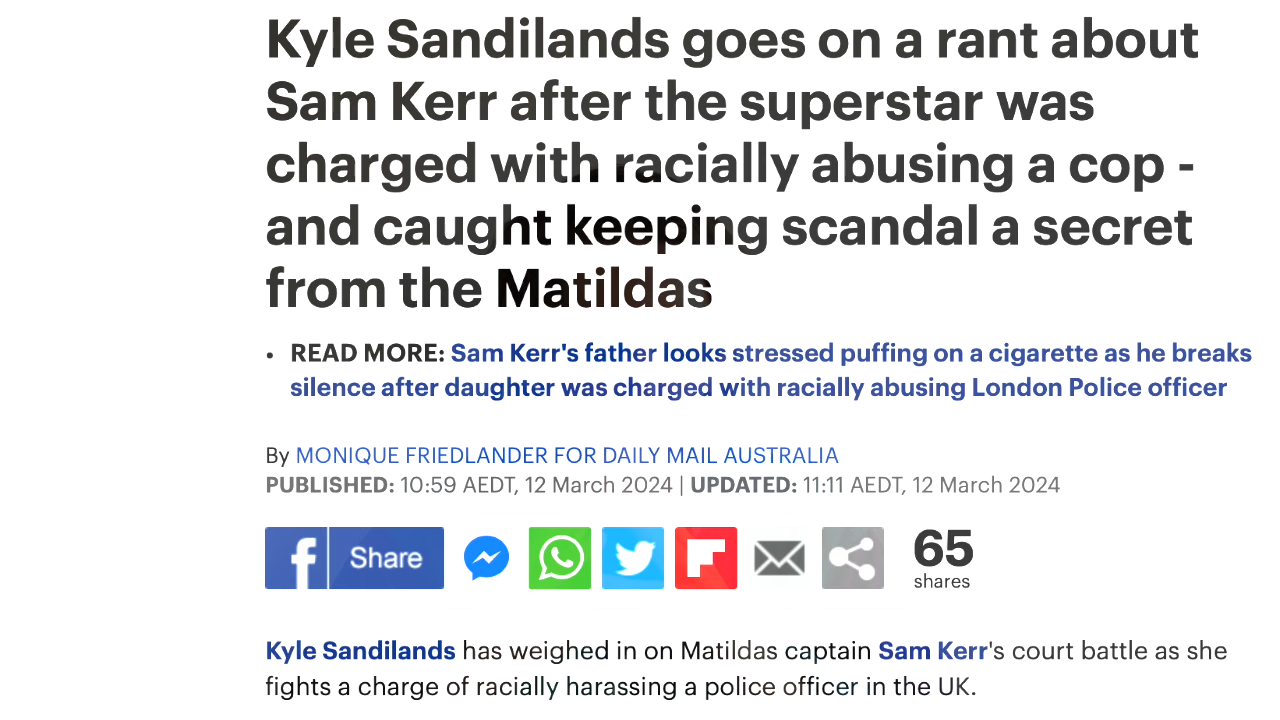 Kyle Sandilands goes on a rant about
Sam Kerr after the superstar was
charged with racially abusing a cop -
and caught keeping scandal a secret
from the Matildas
• READ MORE: Sam Kerr's father looks stressed puffing on a cigarette as he breaks
silence after daughter was charged with racially abusing London Police officer
By MONIQUE FRIEDLANDER FOR DAILY MAIL AUSTRALIA
PUBLISHED: 10:59 AEDT, 12 March 2024 | UPDATED: 11:11 AEDT, 12 March 2024
Share
65
shares
Kyle Sandilands has weighed in on Matildas captain Sam Kerr's court battle as she
fights a charge of racially harassing a police officer in the UK.